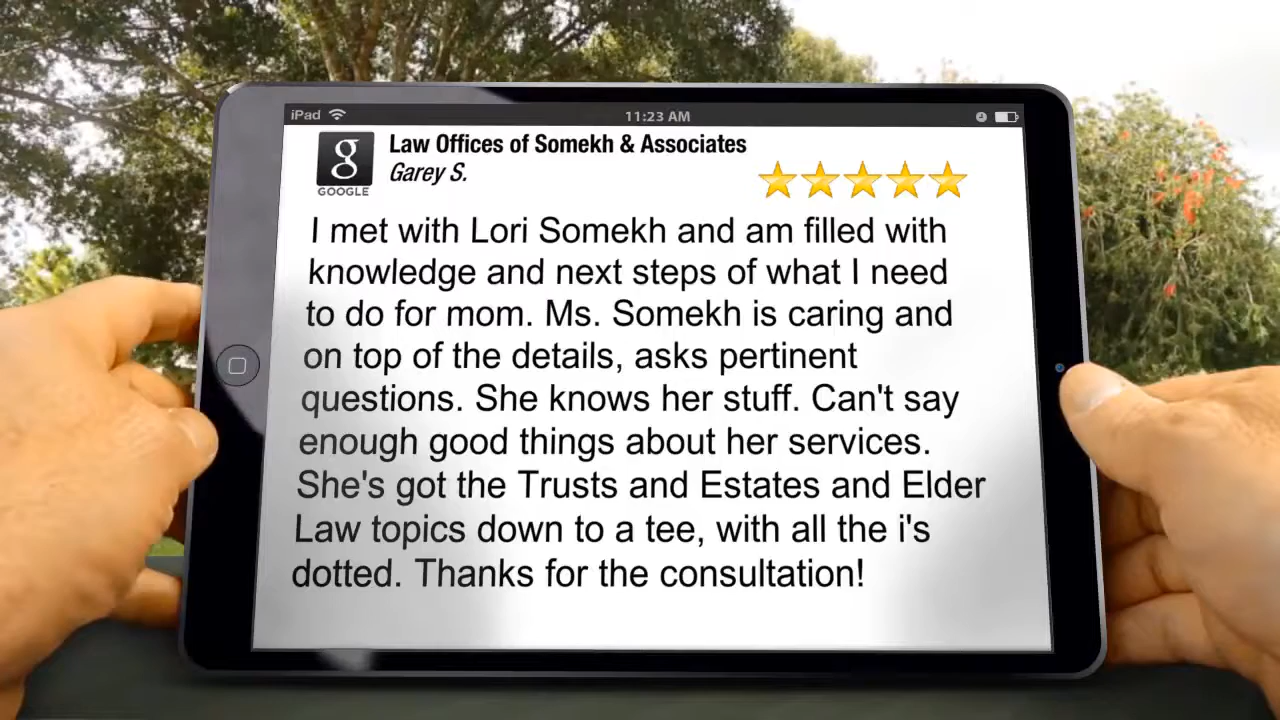 iPad
11:23 AM
g
GOOGLE
Law Offices of Somekh & Associates
Garey S.
I met with Lori Somekh and am filled with
knowledge and next steps of what I need
to do for mom. Ms. Somekh is caring and
on top of the details, asks pertinent
questions. She knows her stuff. Can't say
enough good things about her services.
She's got the Trusts and Estates and Elder
Law topics down to a tee, with all the i's
dotted. Thanks for the consultation!